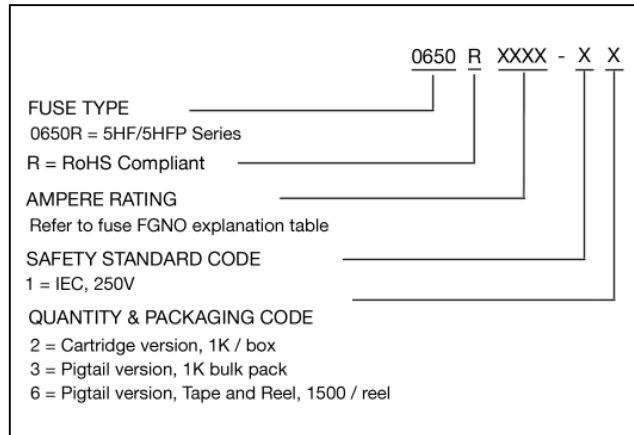 0650 R XXXX - X X
FUSE TYPE
0650R = 5HF/5HFP Series
R = RoHS Compliant
AMPERE RATING
Refer to fuse FGNO explanation table
SAFETY STANDARD CODE
1 = IEC, 250V
QUANTITY & PACKAGING CODE
2 = Cartridge version, 1K / box
3 = Pigtail version, 1K bulk pack
6 = Pigtail version, Tape and Reel, 1500 / reel